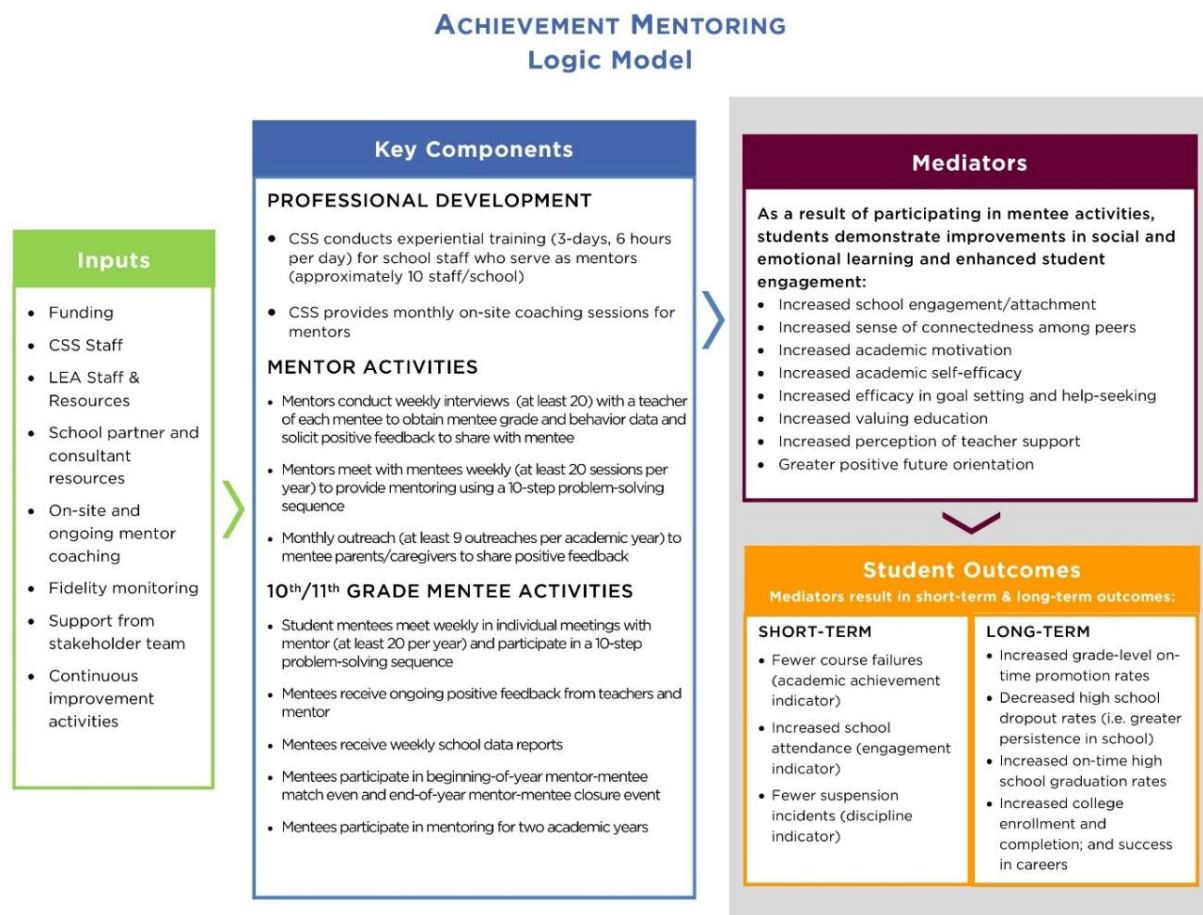 ACHIEVEMENT MENTORING
Logic Model
Inputs
• Funding
• CSS Staff
• LEA Staff &
Resources
• School partner and
consultant
resources
• On-site and
ongoing mentor
coaching
• Fidelity monitoring
• Support from
stakeholder team
• Continuous
improvement
activities
Key Components
PROFESSIONAL DEVELOPMENT
• CSS conducts experiential training (3-days, 6 hours
per day) for school staff who serve as mentors
(approximately 10 staff/school)
• CSS provides monthly on-site coaching sessions for
mentors
MENTOR ACTIVITIES
• Mentors conduct weekly interviews (at least 20) with a teacher
of each mentee to obtain mentee grade and behavior data and
solicit positive feedback to share with mentee
• Mentors meet with mentees weekly (at least 20 sessions per
year) to provide mentoring using a 10-step problem-solving
sequence
• Monthly outreach (at least 9 outreaches per academic year) to
mentee parents/caregivers to share positive feedback
10th/11th GRADE MENTEE ACTIVITIES
• Student mentees meet weekly in individual meetings with
mentor (at least 20 per year) and participate in a 10-step
problem-solving sequence
• Mentees receive ongoing positive feedback from teachers and
mentor
• Mentees receive weekly school data reports
• Mentees participate in beginning-of-year mentor-mentee
match even and end-of-year mentor-mentee closure event
• Mentees participate in mentoring for two academic years
Mediators
As a result of participating in mentee activities,
students demonstrate improvements in social and
emotional learning and enhanced student
engagement:
• Increased school engagement/attachment
• Increased sense of connectedness among peers
• Increased academic motivation
• Increased academic self-efficacy
• Increased efficacy in goal setting and help-seeking
• Increased valuing education
• Increased perception of teacher support
• Greater positive future orientation
Student Outcomes
Mediators result in short-term & long-term outcomes:
SHORT-TERM
• Fewer course failures
(academic achievement
indicator)
• Increased school
attendance (engagement
indicator)
• Fewer suspension
incidents (discipline
indicator)
LONG-TERM
• Increased grade-level on-
time promotion rates
• Decreased high school
dropout rates (i.e. greater
persistence in school)
• Increased on-time high
school graduation rates
• Increased college
enrollment and
completion; and success
in careers